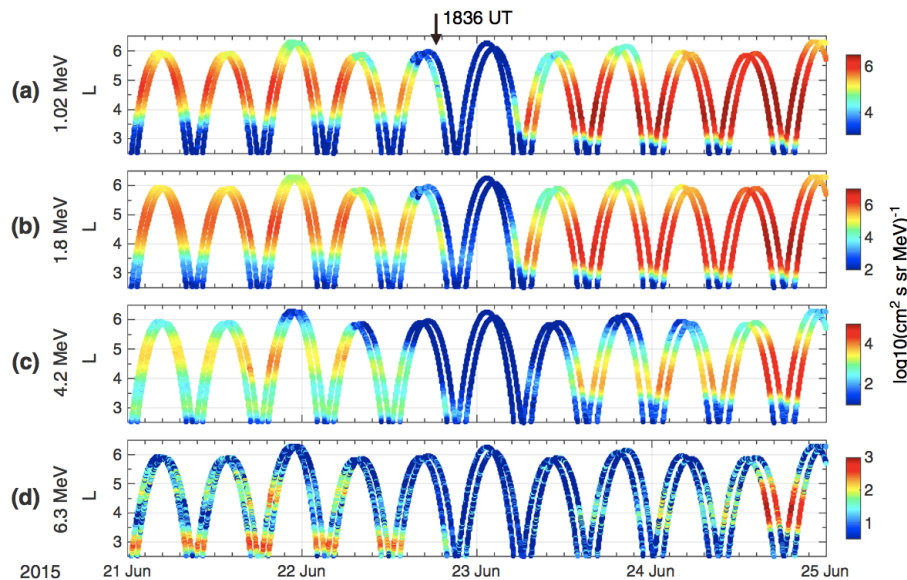 1836 UT
(a) 1.02 MeV L 6 5 4 3 6 4
(b) 1.8 MeV L 6 5 4 3 6 4 2
(c) 4.2 MeV L 6 5 4 3 4 2
(d) 6.3 MeV L 6 5 4 3 3 2 1
log10(cm² s sr MeV)⁻¹
2015 21 Jun 22 Jun 23 Jun 24 Jun 25 Jun